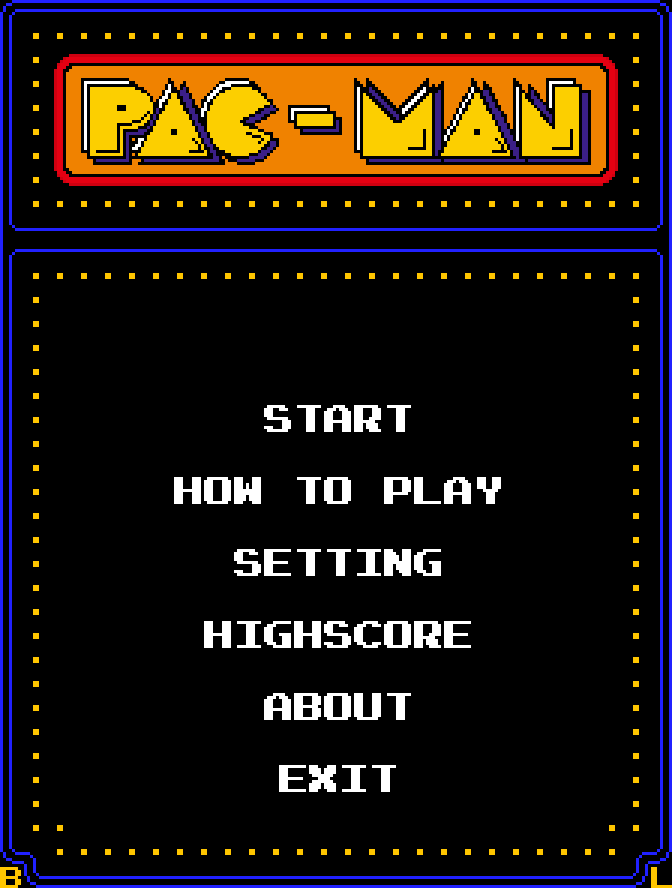 PAC-MAN
START
HOW TO PLAY
SETTING
HIGHSCORE
ABOUT
EXIT
B